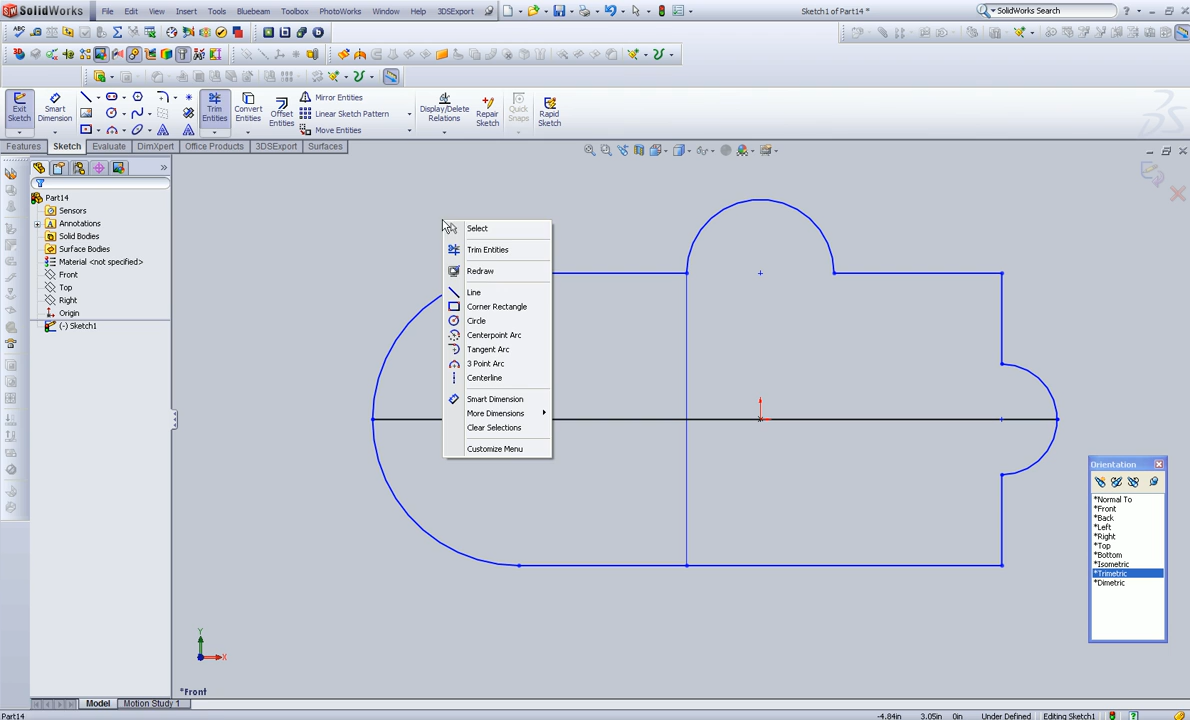 SolidWorks
File Edit View Insert Tools Bluebeam Toolbox PhotoWorks Window Help 3DSExport
Sketch1 of Part14 *
SolidWorks Search
Exit Sketch
Smart Dimension
Trim Entities
Convert Entities
Offset Entities
Mirror Entities
Linear Sketch Pattern
Move Entities
Display/Delete Relations
Repair Sketch
Quick Snaps
Rapid Sketch
Features Sketch Evaluate DimXpert Office Products 3DSExport Surfaces
Part14
Sensors
Annotations
Solid Bodies
Surface Bodies
Material <not specified>
Front
Top
Right
Origin
(-) Sketch1
Select
Trim Entities
Redraw
Line
Corner Rectangle
Circle
Centerpoint Arc
Tangent Arc
3 Point Arc
Centerline
Smart Dimension
More Dimensions
Clear Selections
Customize Menu
Orientation
*Normal To
*Front
*Back
*Left
*Right
*Top
*Bottom
*Isometric
*Trimetric
*Dimetric
Y
X
*Front
Model Motion Study 1
Part14 -4.84in 3.05in 0in Under Defined Editing Sketch1